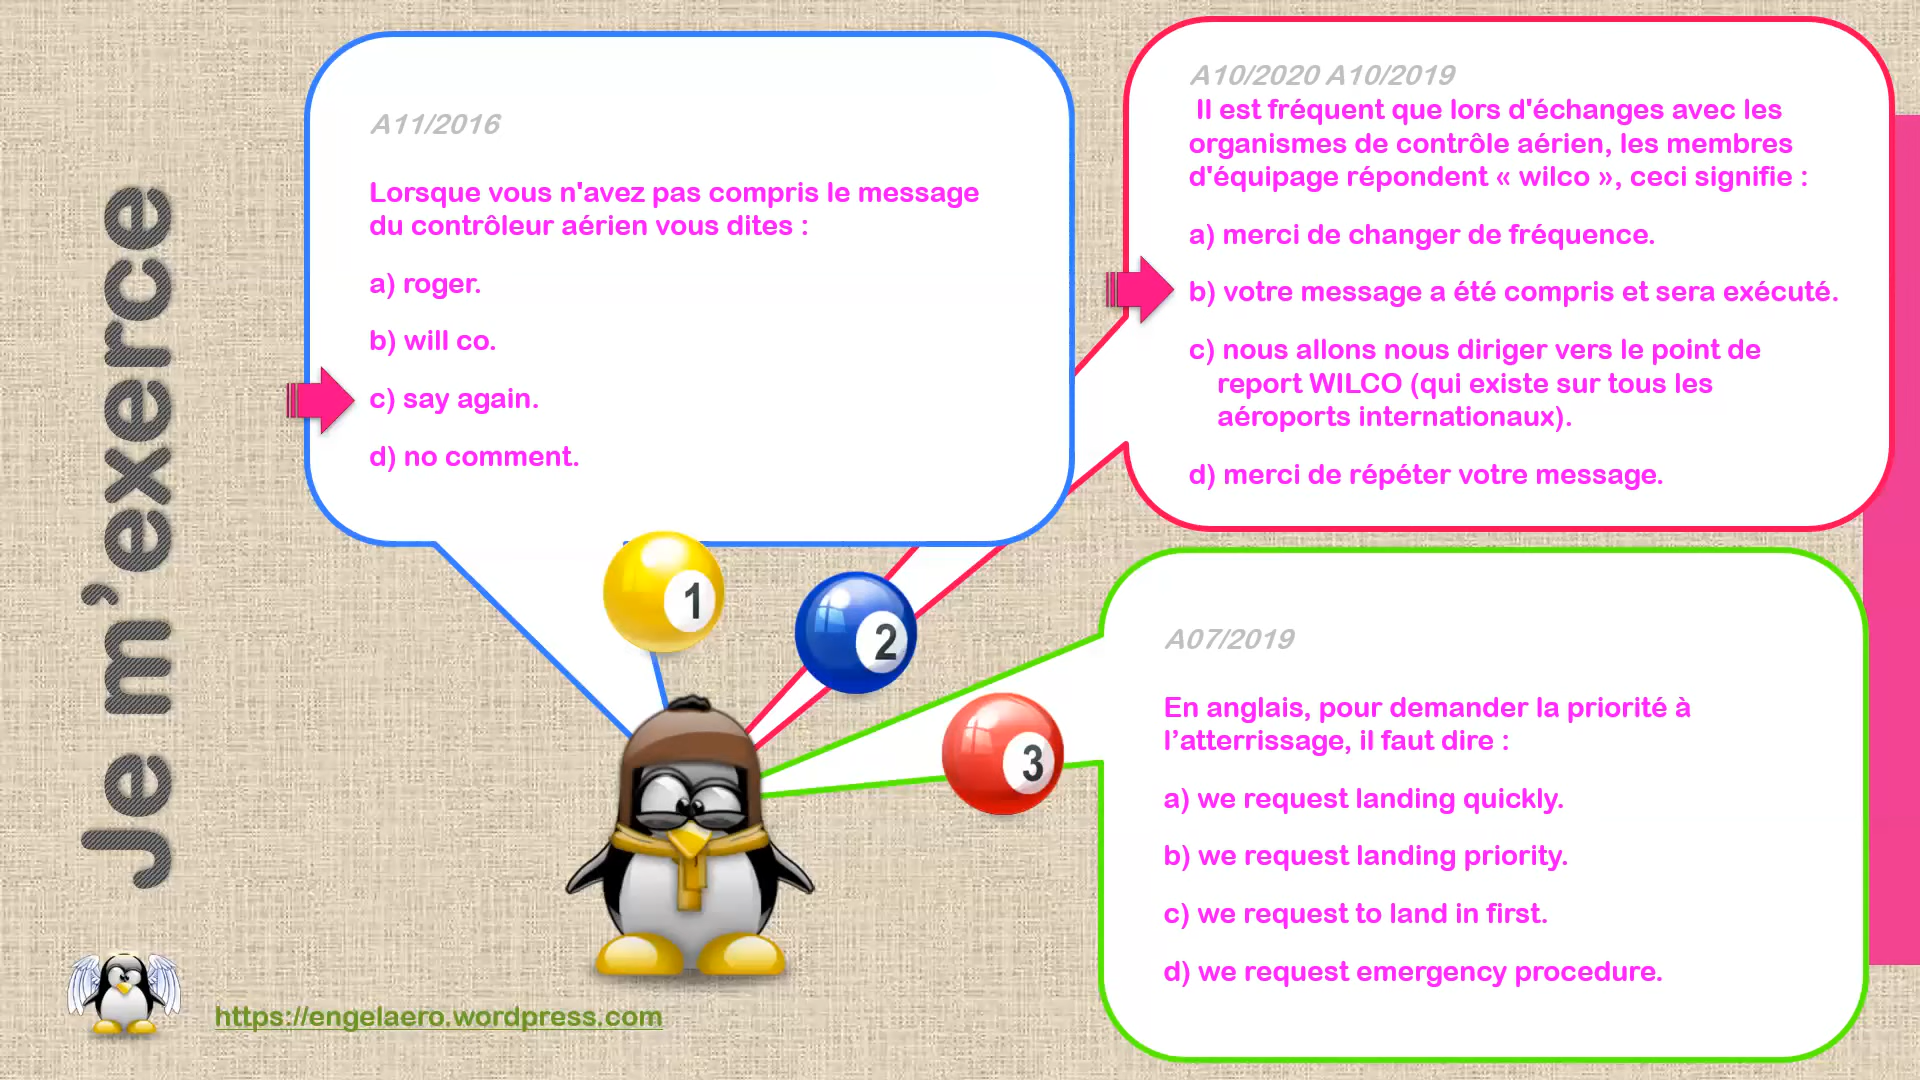 Je m’exerce
A11/2016
Lorsque vous n'avez pas compris le message
du contrôleur aérien vous dites :
a) roger.
b) will co.
c) say again.
d) no comment.
A10/2020 A10/2019
Il est fréquent que lors d'échanges avec les
organismes de contrôle aérien, les membres
d'équipage répondent « wilco », ceci signifie :
a) merci de changer de fréquence.
b) votre message a été compris et sera exécuté.
c) nous allons nous diriger vers le point de
report WILCO (qui existe sur tous les
aéroports internationaux).
d) merci de répéter votre message.
1
2
3
A07/2019
En anglais, pour demander la priorité à
l’atterrissage, il faut dire :
a) we request landing quickly.
b) we request landing priority.
c) we request to land in first.
d) we request emergency procedure.
https://engelaero.wordpress.com